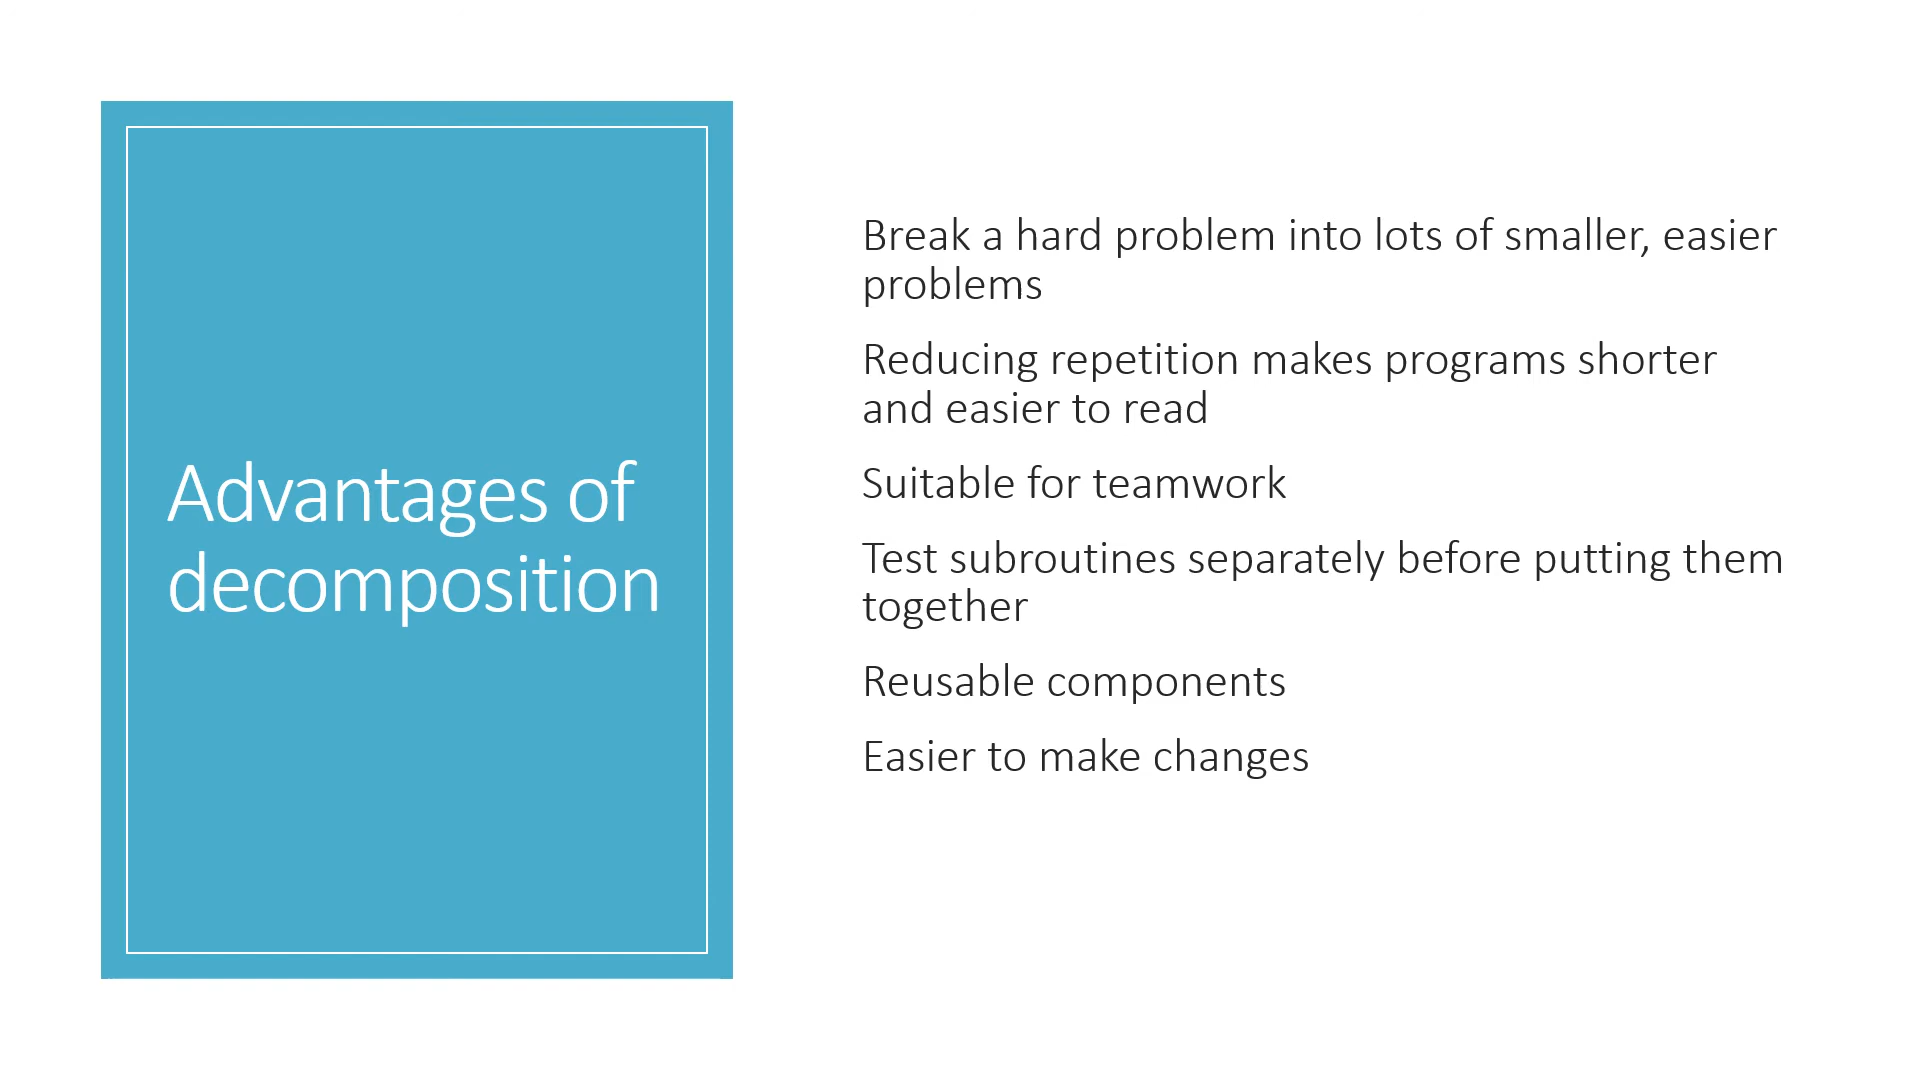 Advantages of
decomposition
Break a hard problem into lots of smaller, easier
problems
Reducing repetition makes programs shorter
and easier to read
Suitable for teamwork
Test subroutines separately before putting them
together
Reusable components
Easier to make changes